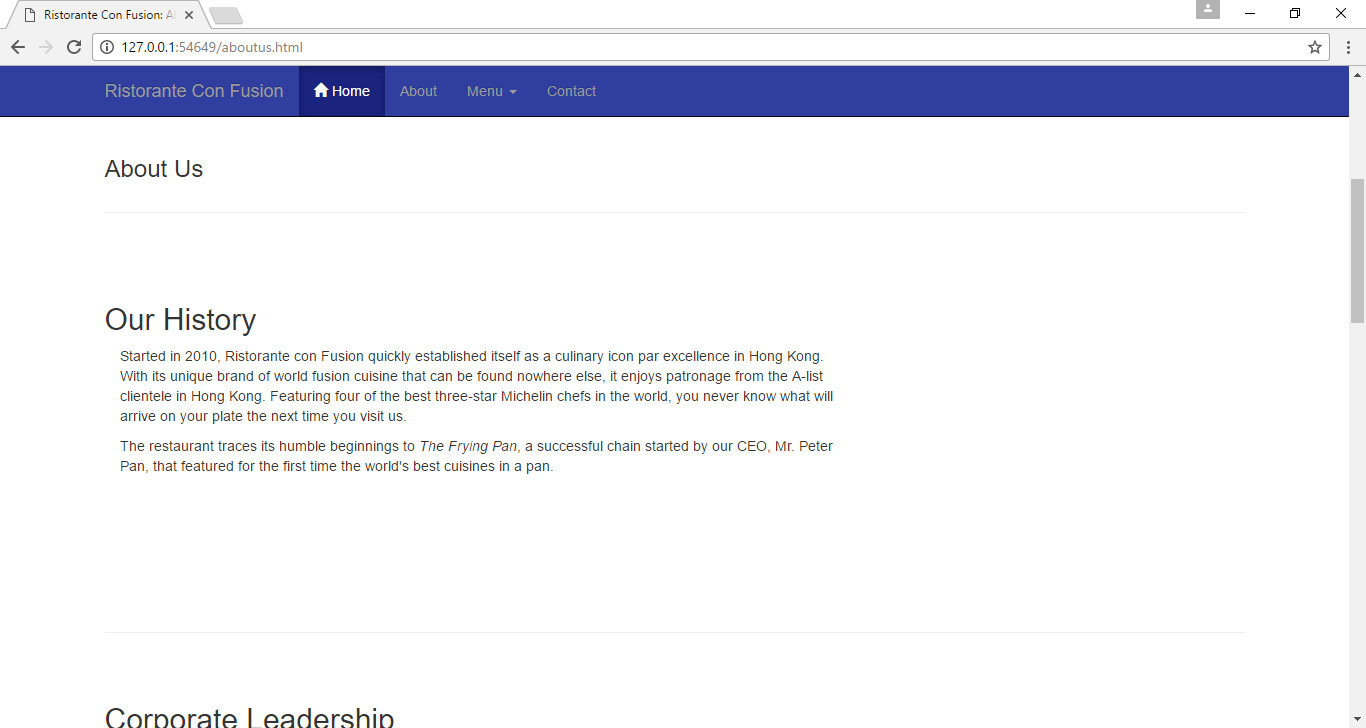 Ristorante Con Fusion: A
127.0.0.1:54649/aboutus.html
Ristorante Con Fusion Home About Menu Contact
About Us
Our History
Started in 2010, Ristorante con Fusion quickly established itself as a culinary icon par excellence in Hong Kong.
With its unique brand of world fusion cuisine that can be found nowhere else, it enjoys patronage from the A-list
clientele in Hong Kong. Featuring four of the best three-star Michelin chefs in the world, you never know what will
arrive on your plate the next time you visit us.
The restaurant traces its humble beginnings to The Frying Pan, a successful chain started by our CEO, Mr. Peter
Pan, that featured for the first time the world's best cuisines in a pan.
Corporate Leadership